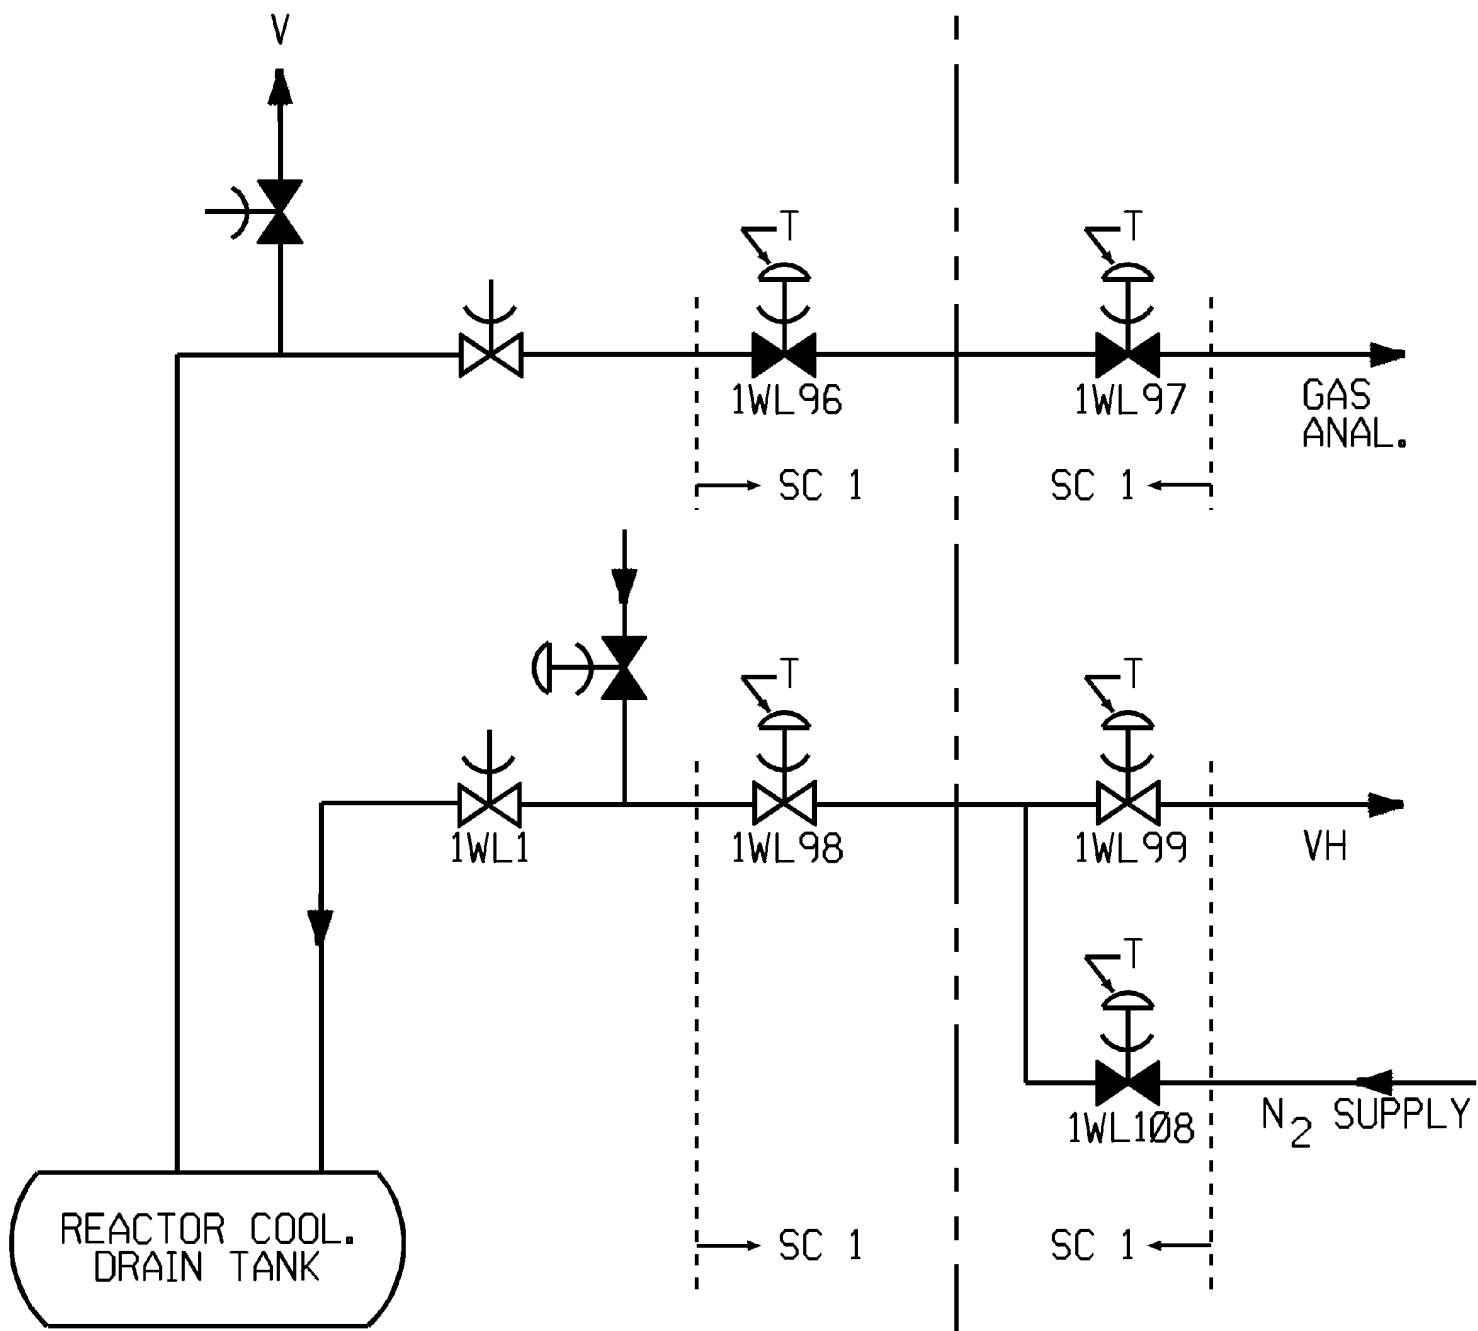 V
T
T
1WL96
1WL97
GAS
ANAL.
SC 1
SC 1
T
T
1WL1
1WL98
1WL99
VH
T
1WL1Ø8
N2 SUPPLY
REACTOR COOL.
DRAIN TANK
SC 1
SC 1